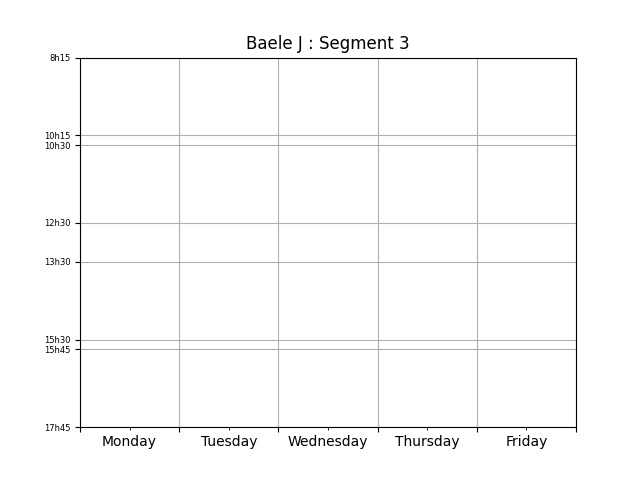 Baele J : Segment 3
8h15
10h15
10h30
12h30
13h30
15h30
15h45
17h45
Monday Tuesday Wednesday Thursday Friday